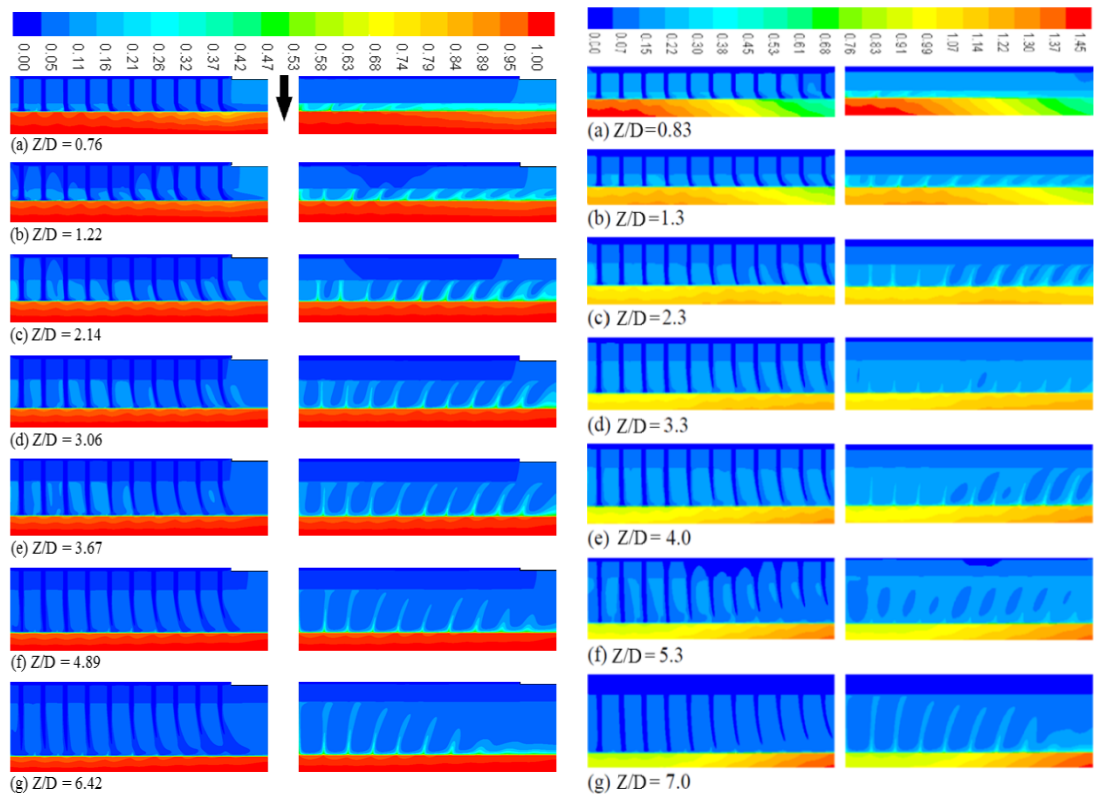 0.00 0.05 0.11 0.16 0.21 0.26 0.32 0.37 0.42 0.47 0.53 0.58 0.63 0.68 0.74 0.79 0.84 0.89 0.95 1.00
(a) Z/D = 0.76
(b) Z/D = 1.22
(c) Z/D = 2.14
(d) Z/D = 3.06
(e) Z/D = 3.67
(f) Z/D = 4.89
(g) Z/D = 6.42
0.00 0.07 0.15 0.22 0.30 0.38 0.45 0.53 0.61 0.68 0.76 0.83 0.91 0.99 1.07 1.14 1.22 1.30 1.37 1.45
(a) Z/D=0.83
(b) Z/D=1.3
(c) Z/D=2.3
(d) Z/D=3.3
(e) Z/D= 4.0
(f) Z/D=5.3
(g) Z/D= 7.0